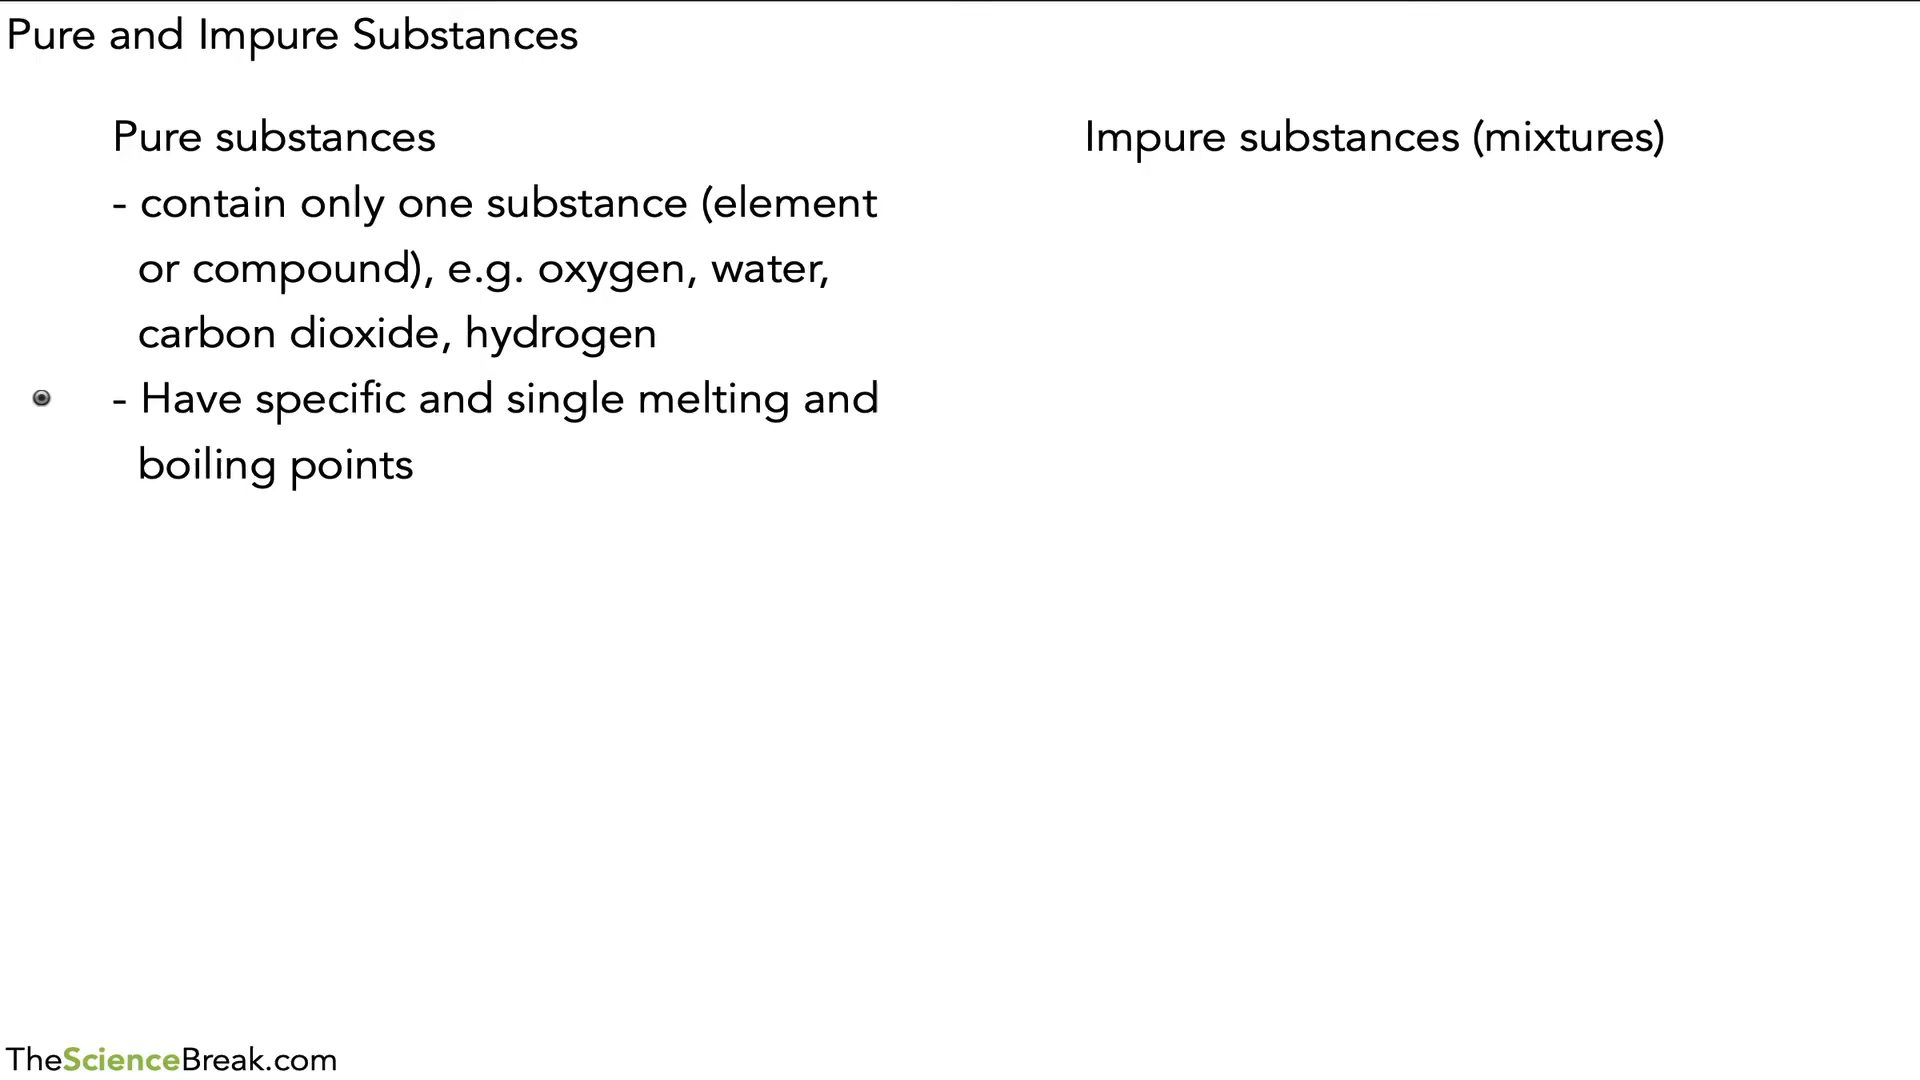 Pure and Impure Substances
Pure substances
- contain only one substance (element
or compound), e.g. oxygen, water,
carbon dioxide, hydrogen
- Have specific and single melting and
boiling points
Impure substances (mixtures)
TheScienceBreak.com